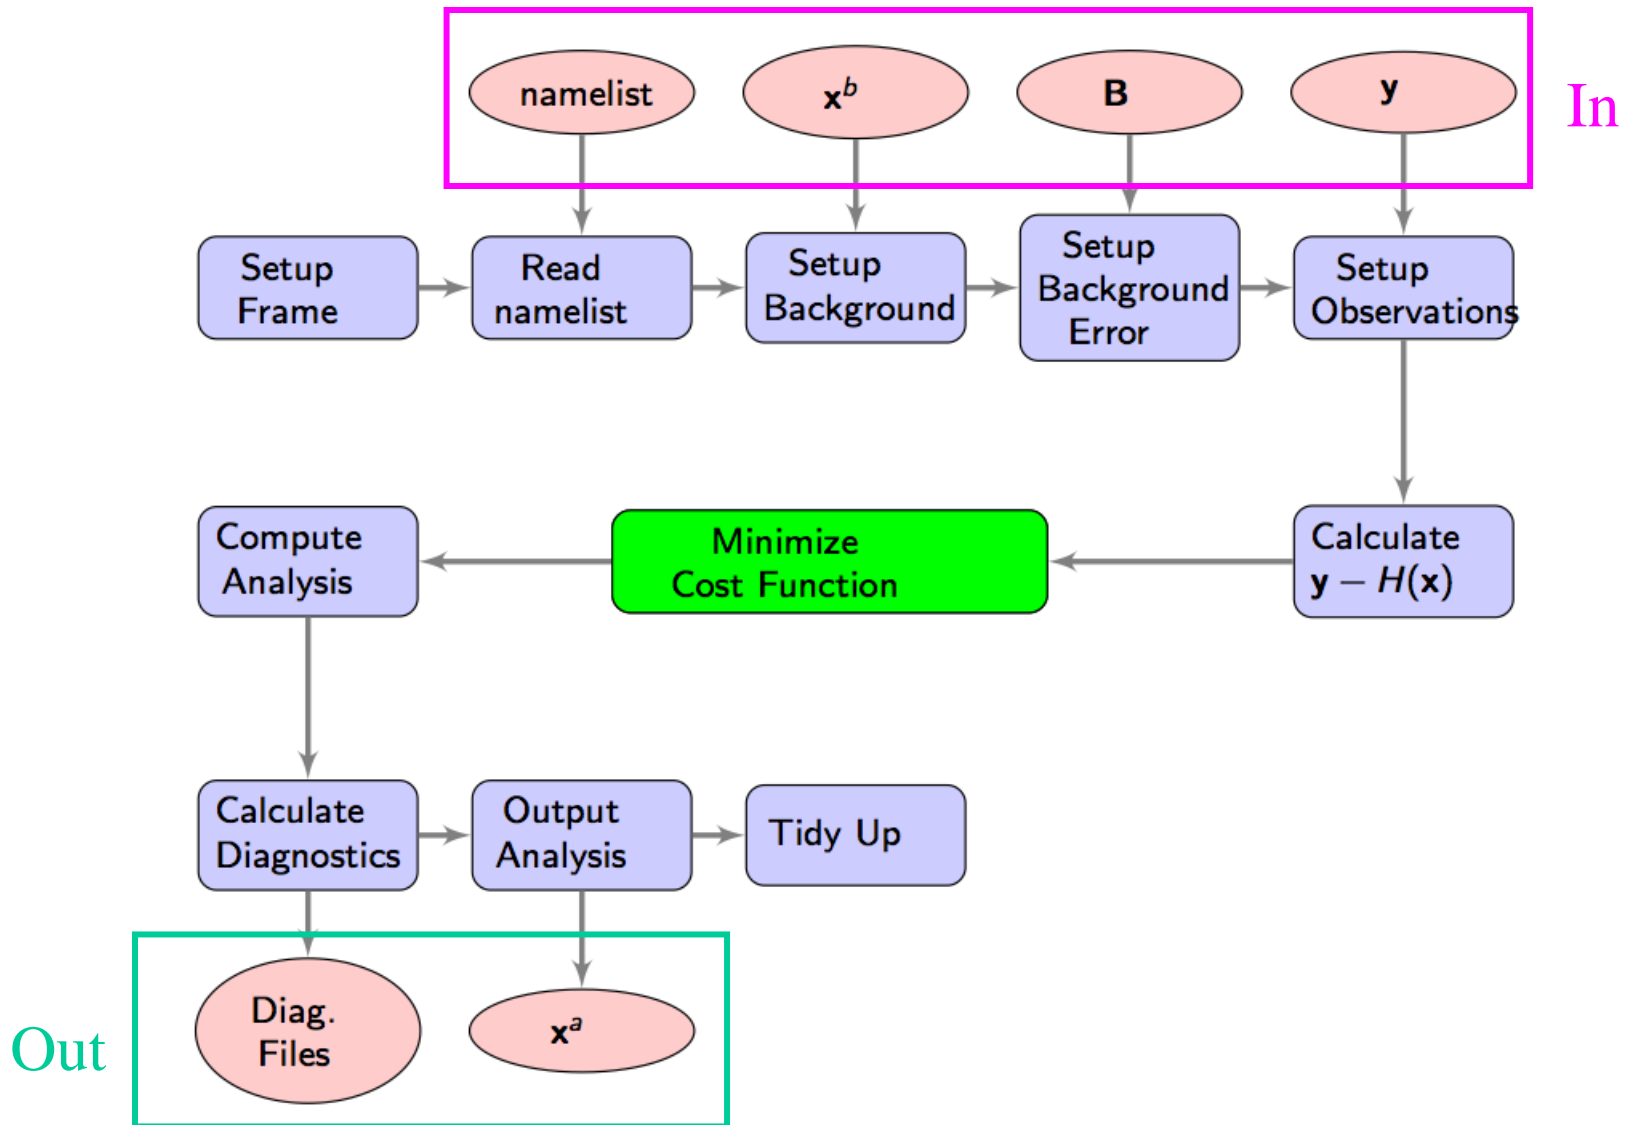 namelist
x^b
B
y
In
Setup
Frame
Read
namelist
Setup
Background
Setup
Background
Error
Setup
Observations
Compute
Analysis
Minimize
Cost Function
Calculate
y − H(x)
Calculate
Diagnostics
Output
Analysis
Tidy Up
Out
Diag.
Files
x^a